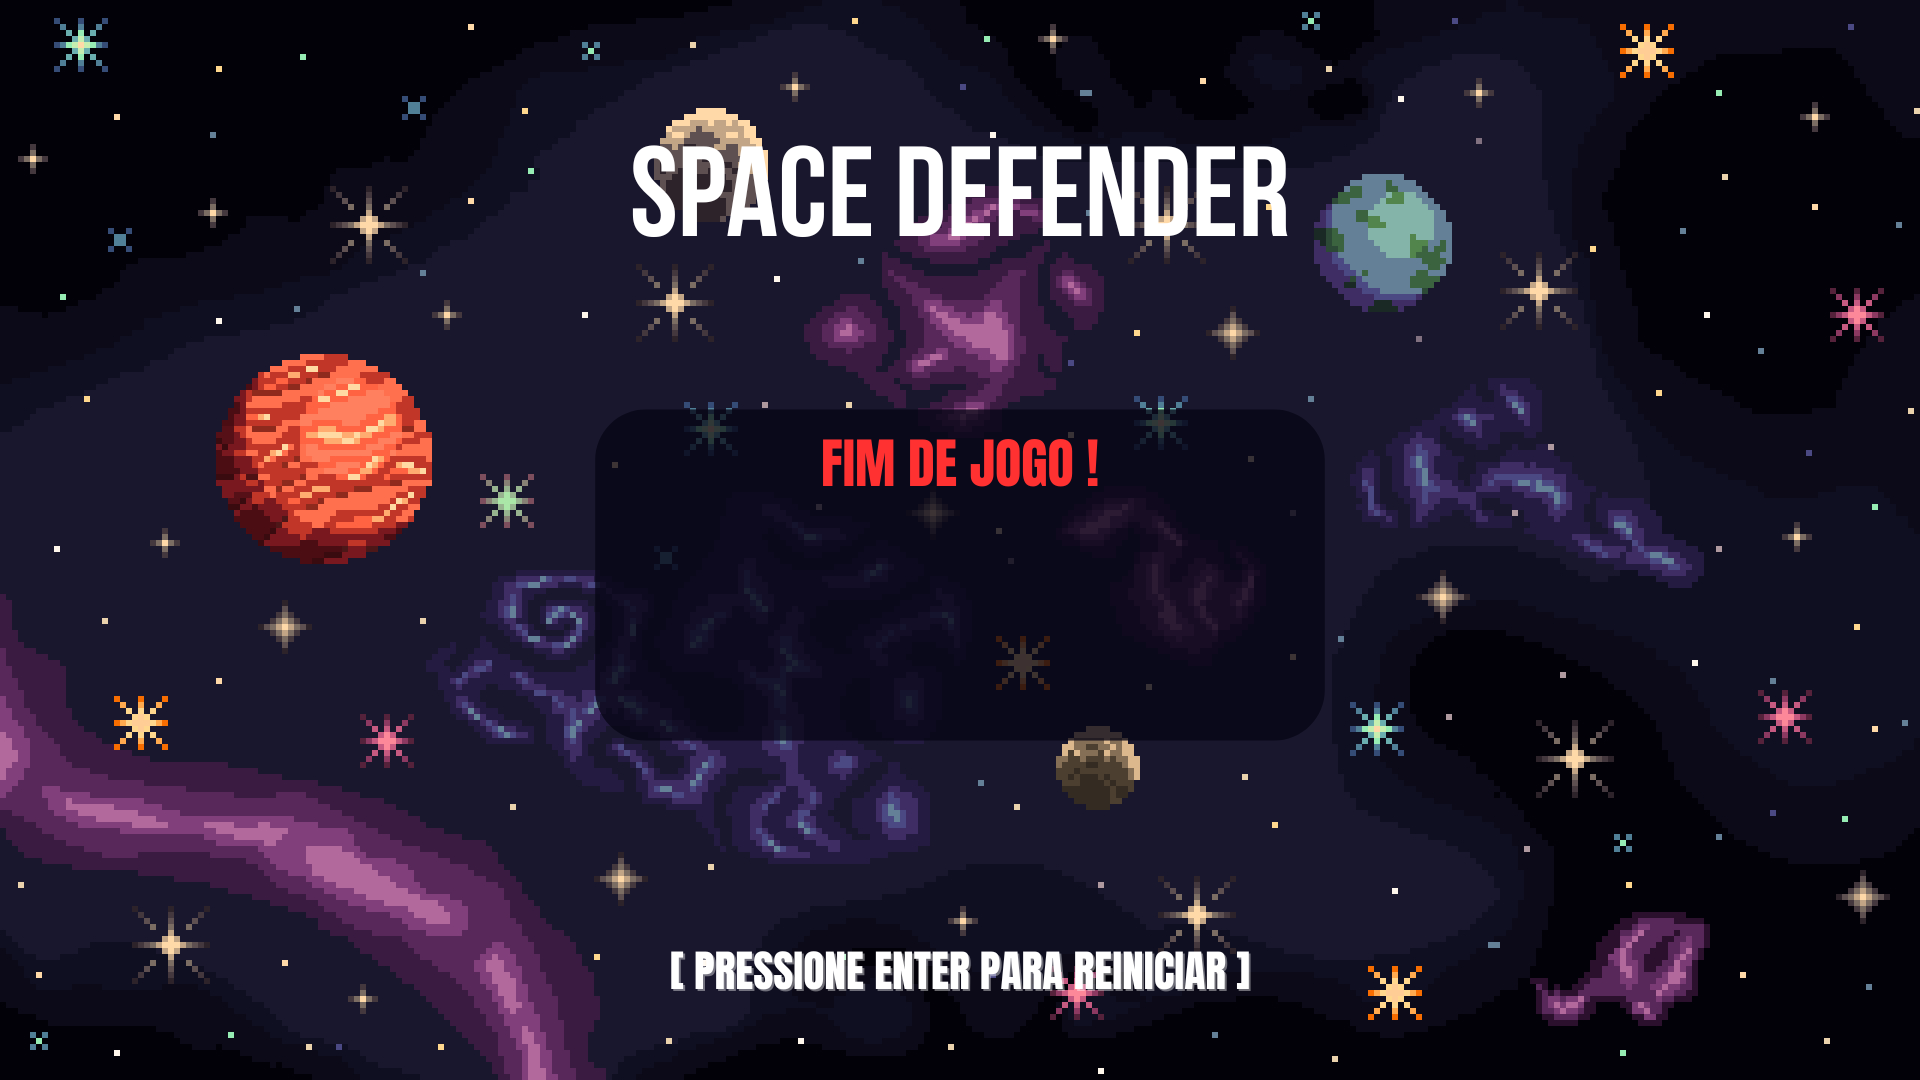 SPACE DEFENDER
FIM DE JOGO !
[ PRESSIONE ENTER PARA REINICIAR ]